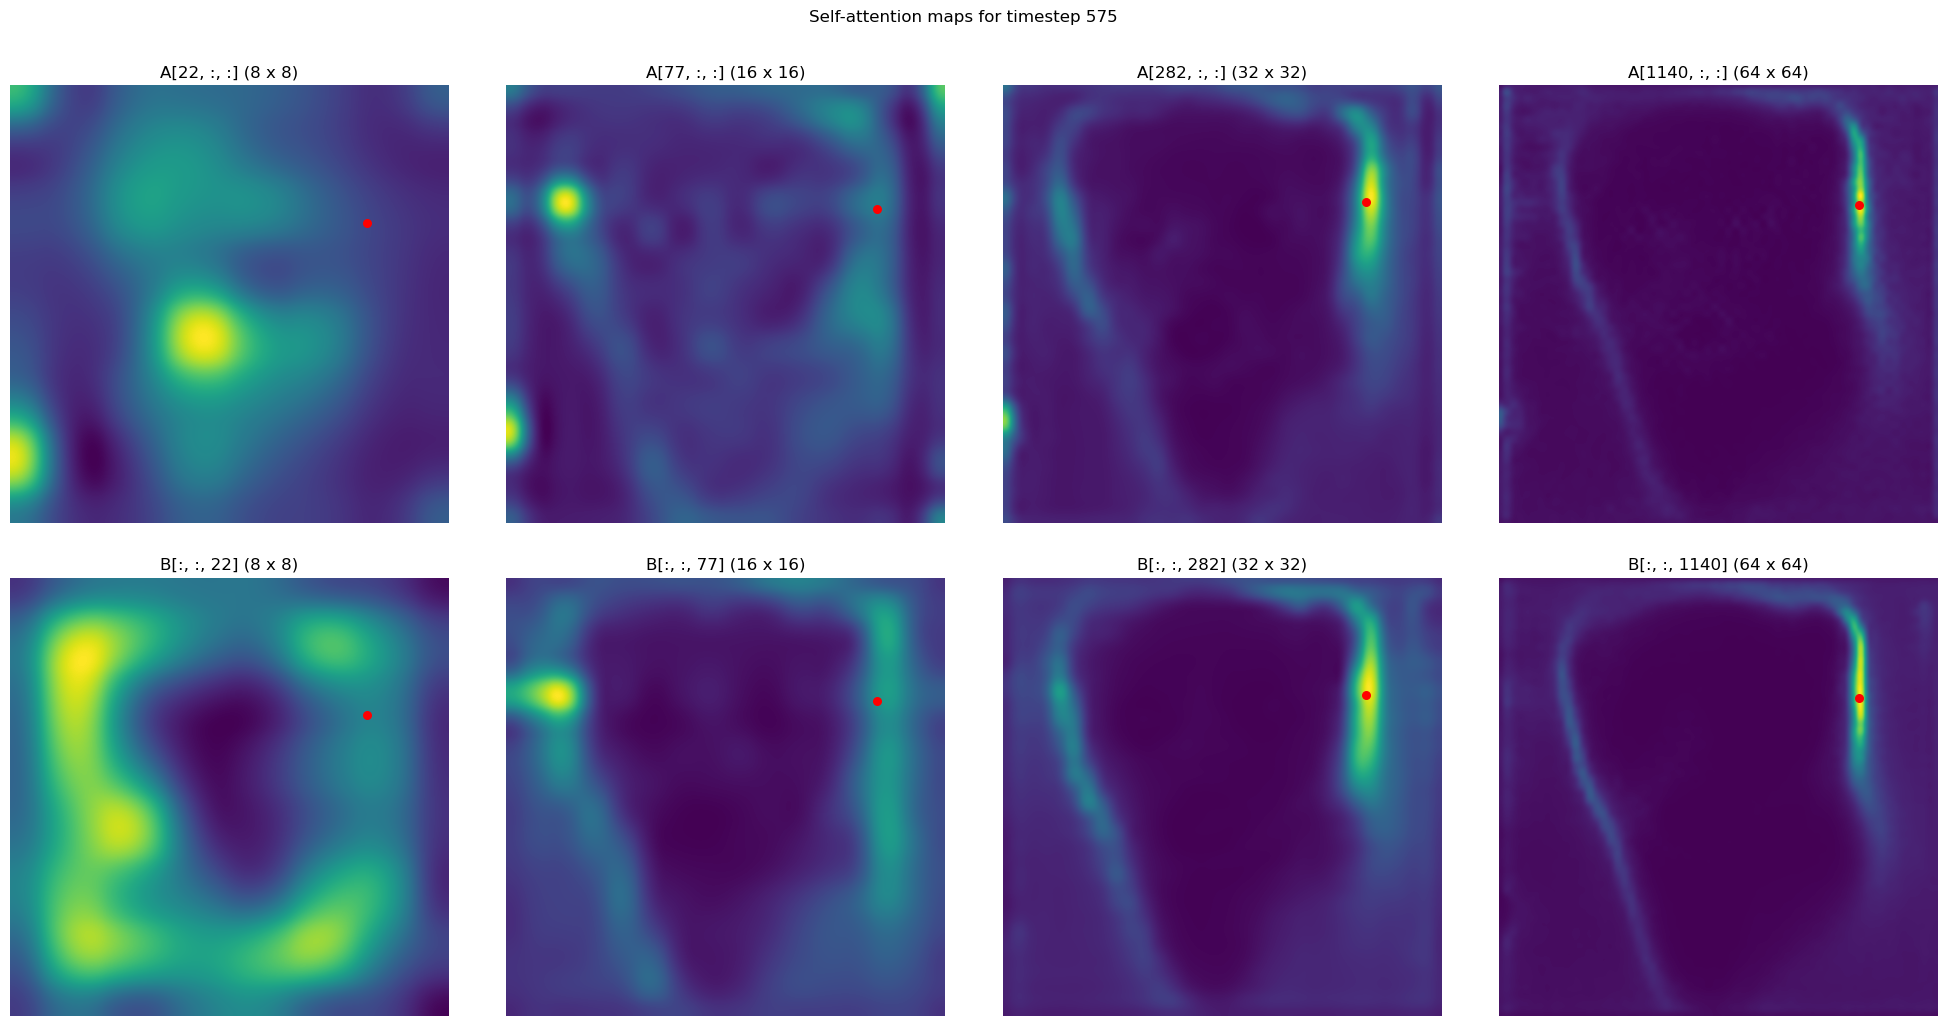 Self-attention maps for timestep 575
A[22, :, :] (8 x 8)
A[77, :, :] (16 x 16)
A[282, :, :] (32 x 32)
A[1140, :, :] (64 x 64)
B[:, :, 22] (8 x 8)
B[:, :, 77] (16 x 16)
B[:, :, 282] (32 x 32)
B[:, :, 1140] (64 x 64)